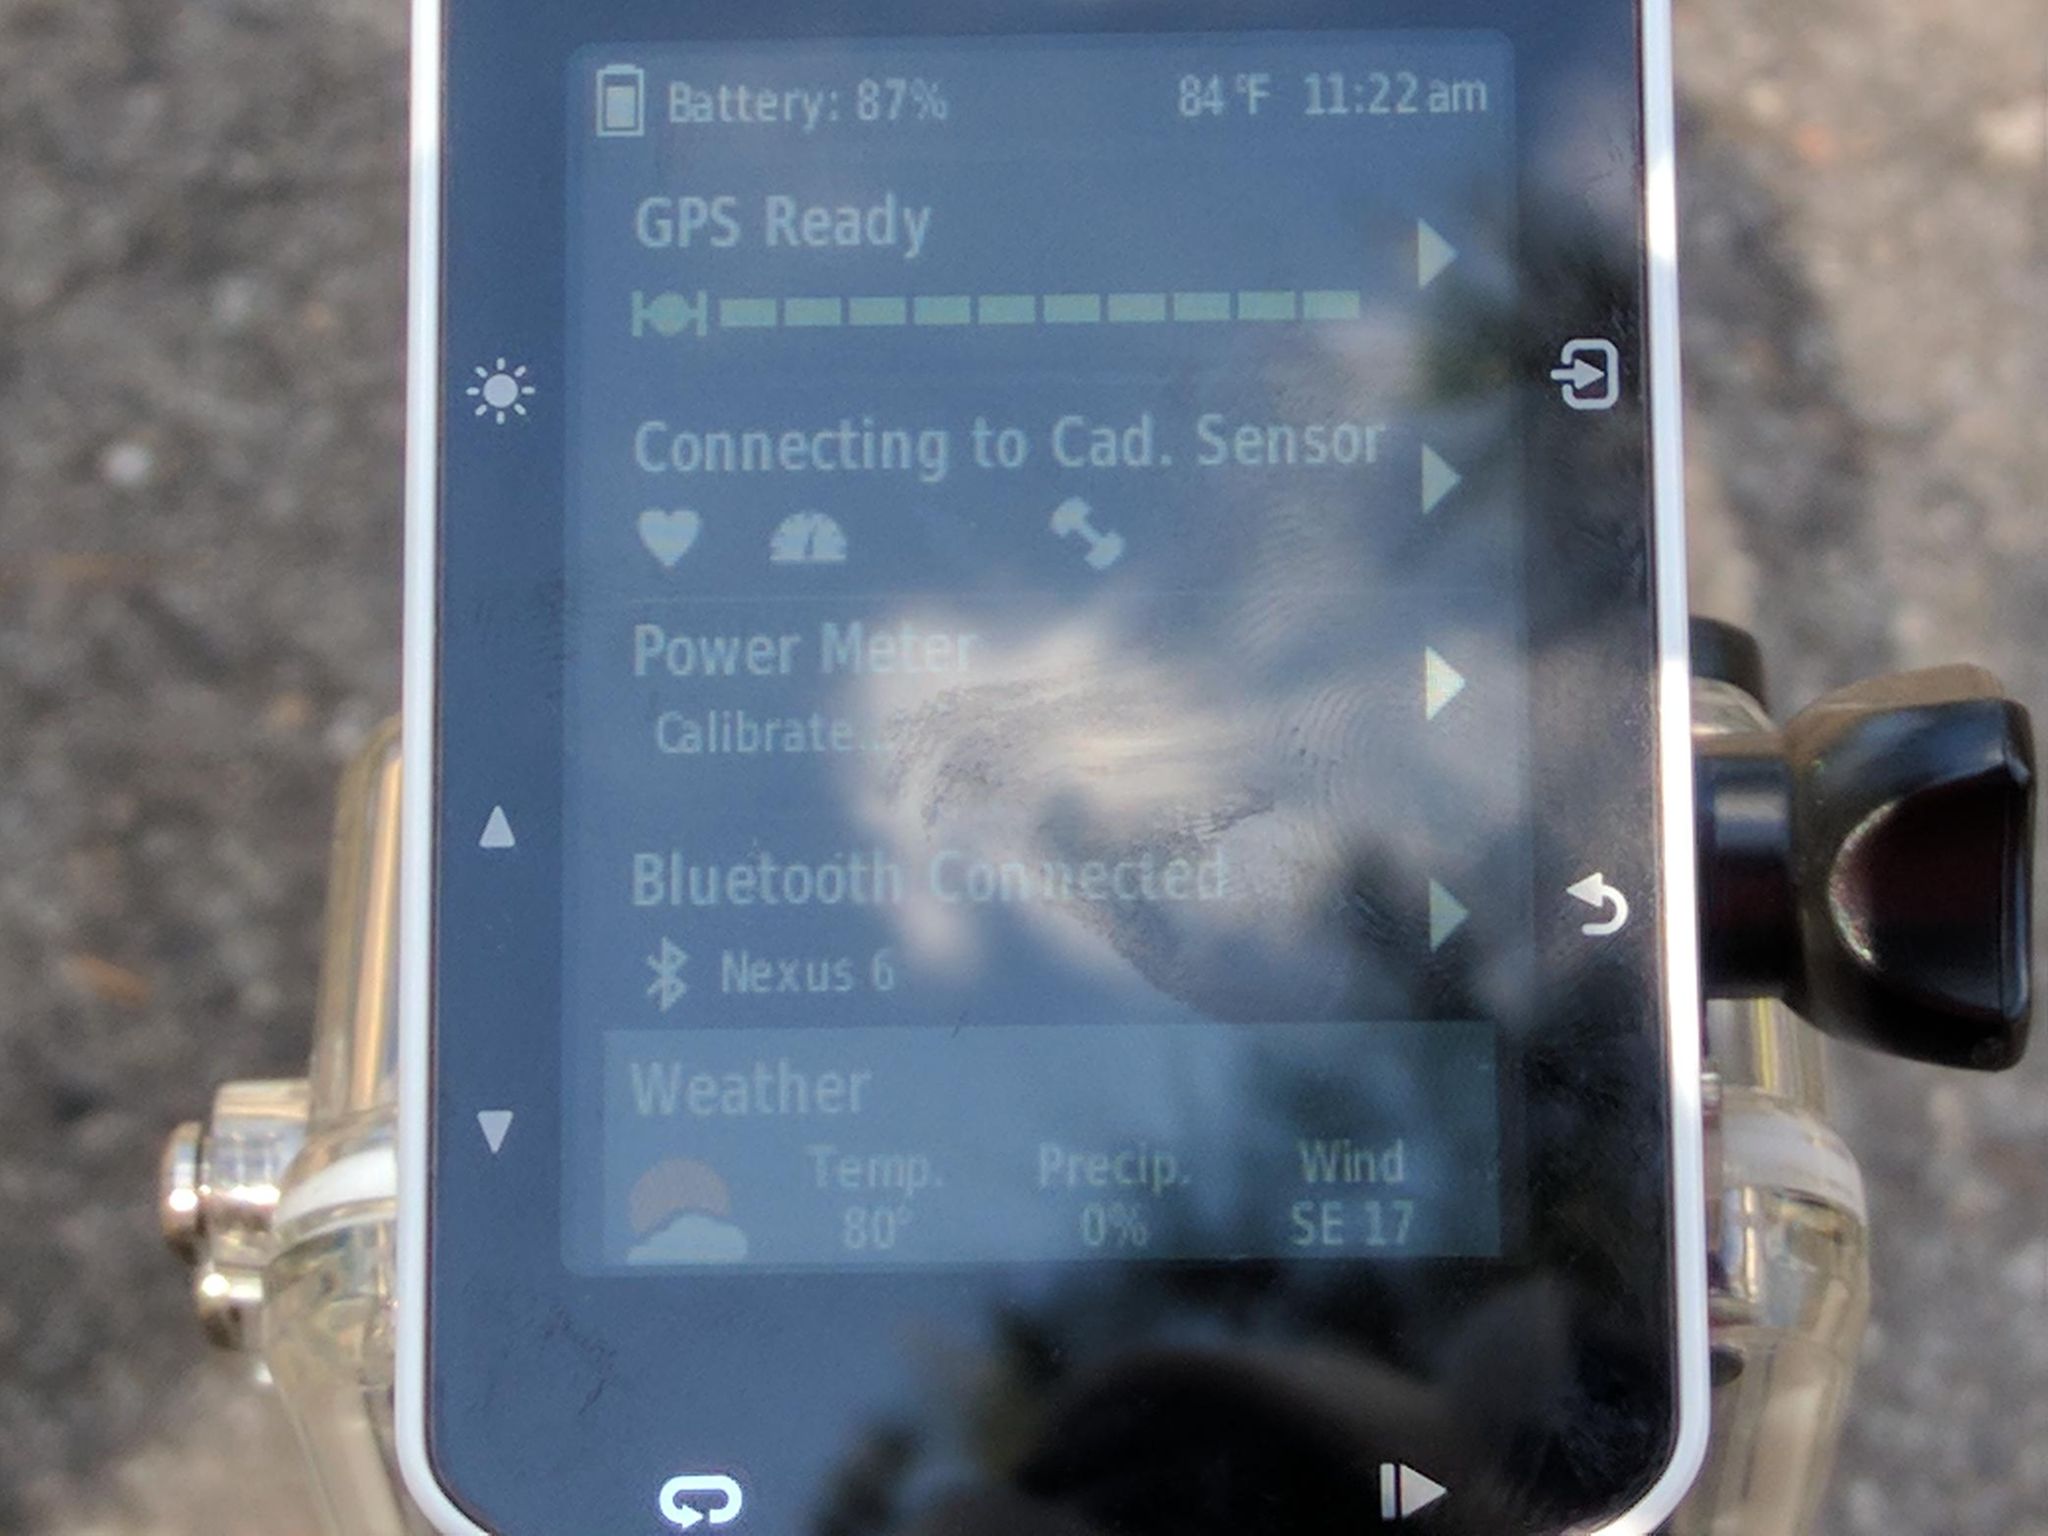 Battery: 87% 84 °F 11:22 am
GPS Ready
Connecting to Cad. Sensor
Power Meter
Calibrate...
Bluetooth Connected
Nexus 6
Weather
Temp. Precip. Wind
80° 0% SE 17